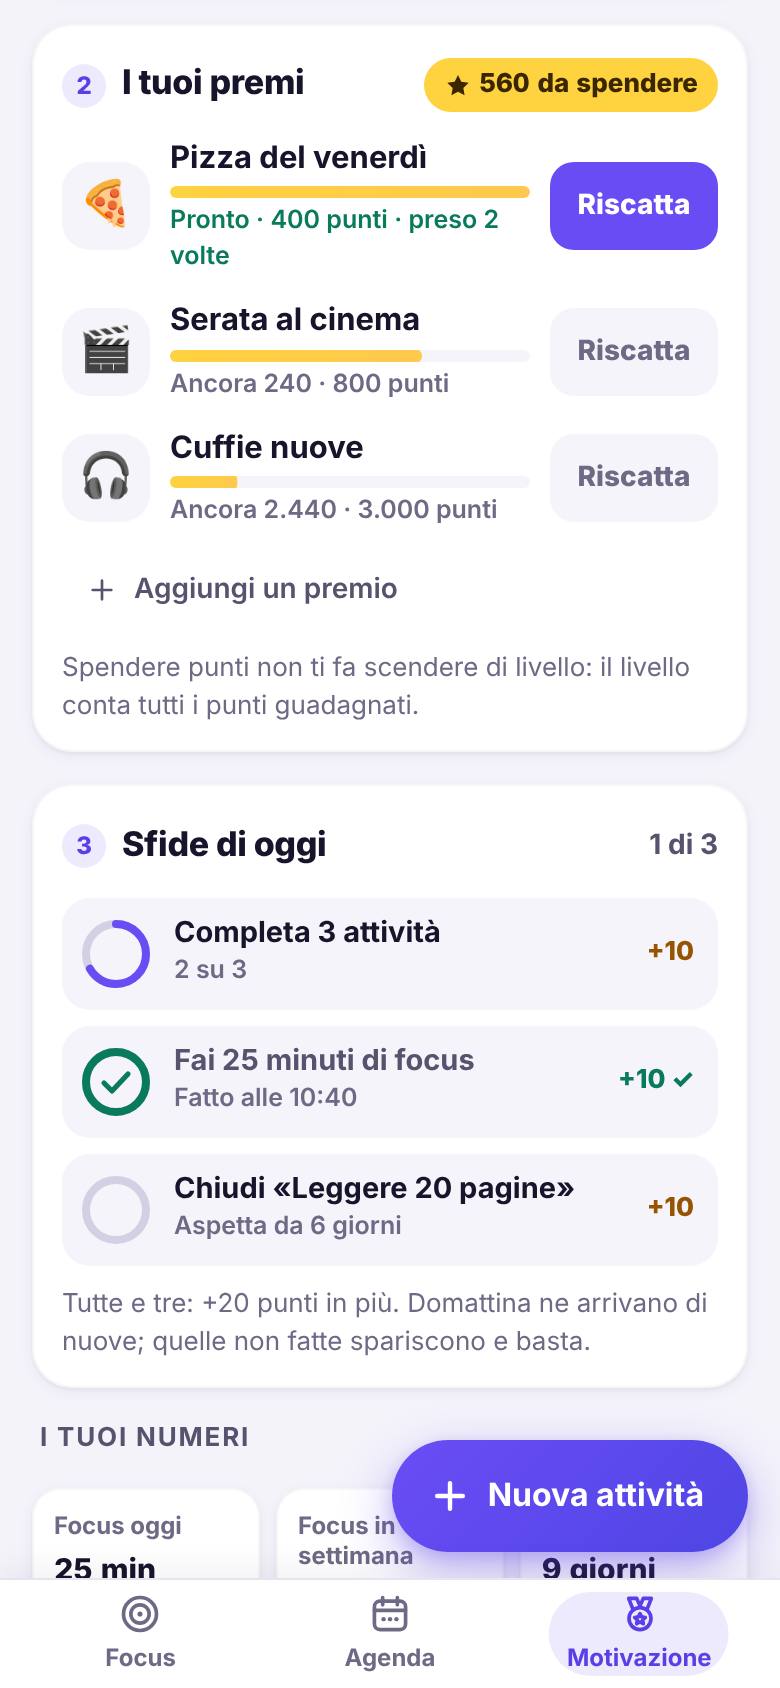 2 I tuoi premi
★ 560 da spendere
Pizza del venerdì
Pronto · 400 punti · preso 2
volte
Riscatta
Serata al cinema
Ancora 240 · 800 punti
Riscatta
Cuffie nuove
Ancora 2.440 · 3.000 punti
Riscatta
+ Aggiungi un premio
Spendere punti non ti fa scendere di livello: il livello
conta tutti i punti guadagnati.
3 Sfide di oggi
1 di 3
Completa 3 attività
2 su 3
+10
Fai 25 minuti di focus
Fatto alle 10:40
+10 ✓
Chiudi «Leggere 20 pagine»
Aspetta da 6 giorni
+10
Tutte e tre: +20 punti in più. Domattina ne arrivano di
nuove; quelle non fatte spariscono e basta.
I TUOI NUMERI
Focus oggi
25 min
Focus in
settimana
9 giorni
+ Nuova attività
Focus
Agenda
Motivazione